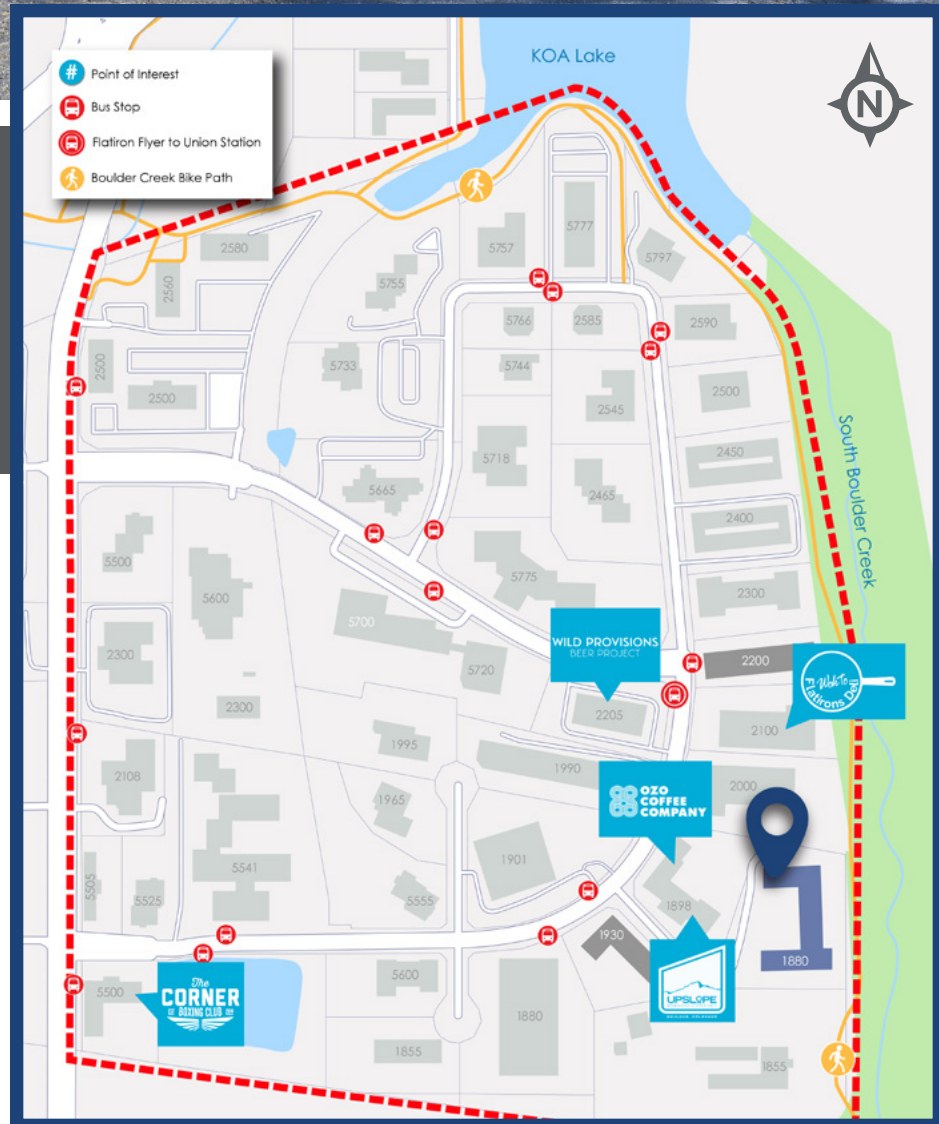 KOA Lake
N
# Point of Interest
Bus Stop
Flatiron Flyer to Union Station
Boulder Creek Bike Path
2580
2560
5757
5777
5797
5755
2500
2500
5733
5766
2585
2590
5744
2545
2500
South Boulder Creek
5718
2450
5665
2465
2400
5500
5600
5775
2300
5700
WILD PROVISIONS
BEER PROJECT
2300
5720
2200
Wok To
Flatirons Deli
2300
2205
2100
1995
1990
2108
OZO
COFFEE
COMPANY
2000
1965
1901
5541
5505
5525
5555
1898
1930
1880
UPSLOPE
5500
The
CORNER
BOXING CLUB
5600
1880
1855
1855